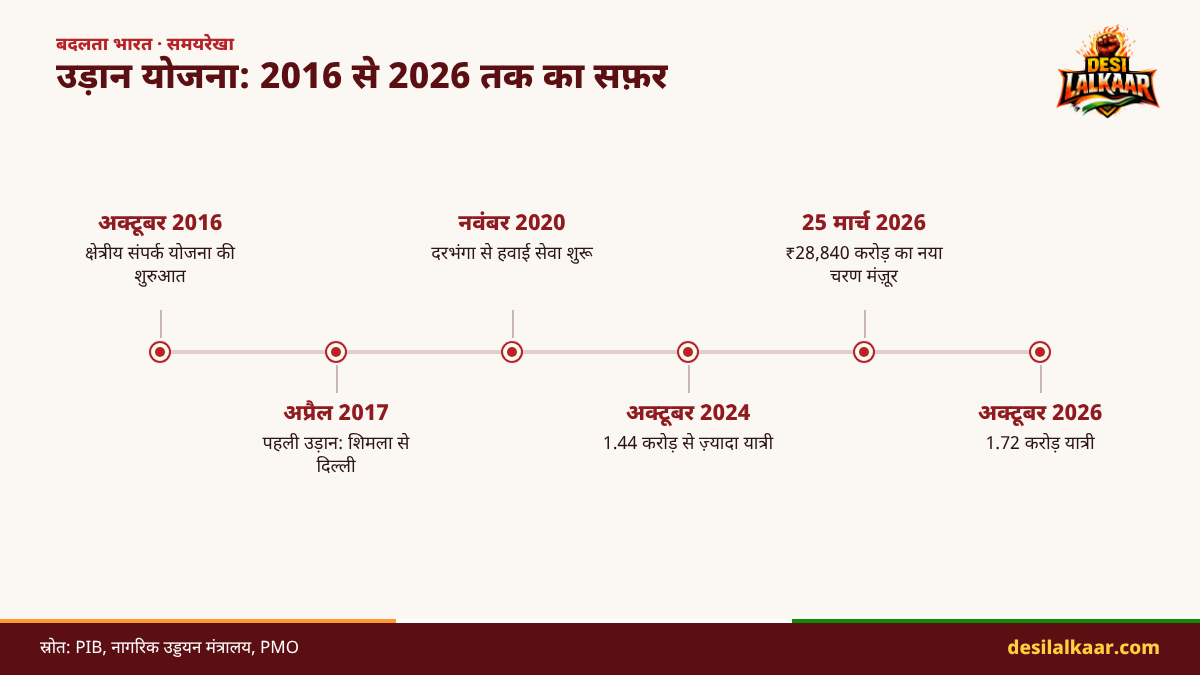 बदलता भारत · समयरेखा
उड़ान योजना: 2016 से 2026 तक का सफ़र
DESI
LALKAAR
अक्टूबर 2016
क्षेत्रीय संपर्क योजना की
शुरुआत
नवंबर 2020
दरभंगा से हवाई सेवा शुरू
25 मार्च 2026
₹28,840 करोड़ का नया
चरण मंज़ूर
अप्रैल 2017
पहली उड़ान: शिमला से
दिल्ली
अक्टूबर 2024
1.44 करोड़ से ज़्यादा यात्री
अक्टूबर 2026
1.72 करोड़ यात्री
स्रोत: PIB, नागरिक उड्डयन मंत्रालय, PMO
desilalkaar.com